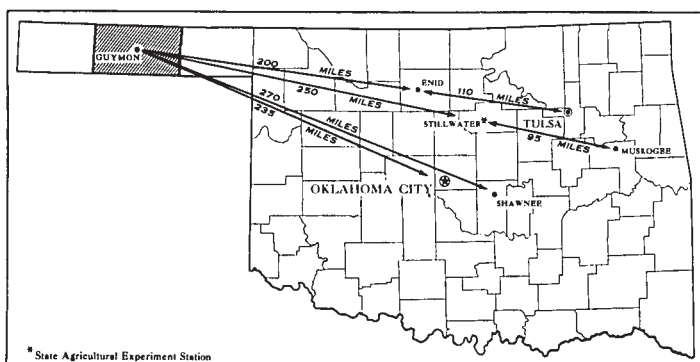 GUYMON
200 MILES
250 MILES
270 MILES
235 MILES
ENID
110 MILES
TULSA
STILLWATER*
95 MILES
MUSKOGEE
OKLAHOMA CITY
SHAWNEE
* State Agricultural Experiment Station